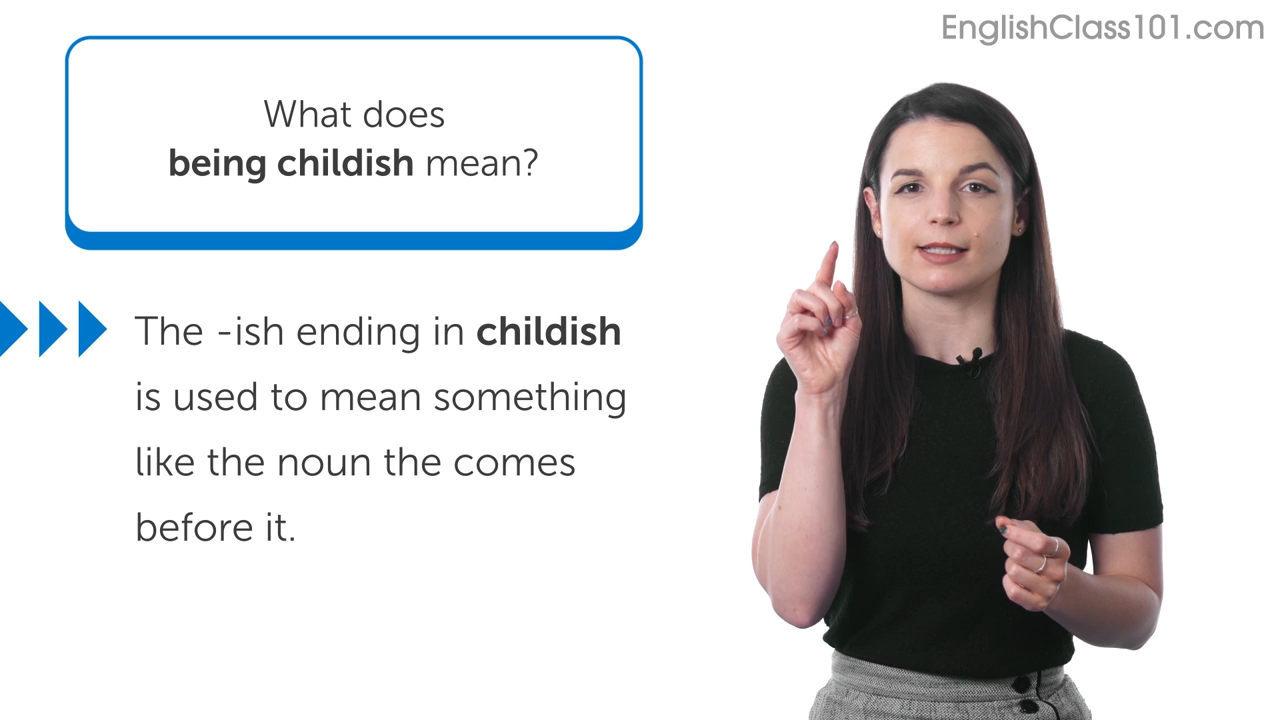 EnglishClass101.com
What does
being childish mean?
The -ish ending in childish
is used to mean something
like the noun the comes
before it.